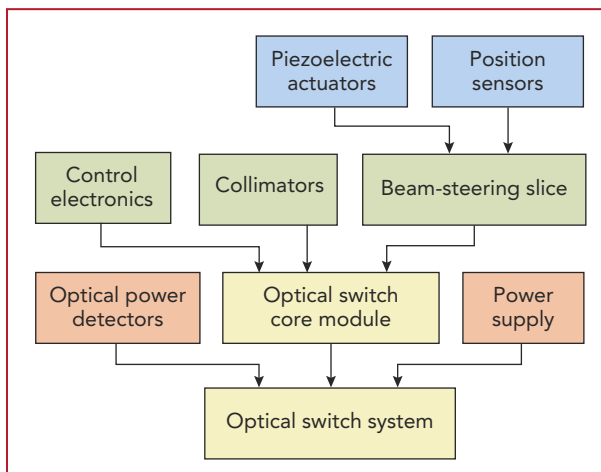 Piezoelectric
actuators
Position
sensors
Control
electronics
Collimators
Beam-steering slice
Optical power
detectors
Optical switch
core module
Power
supply
Optical switch system